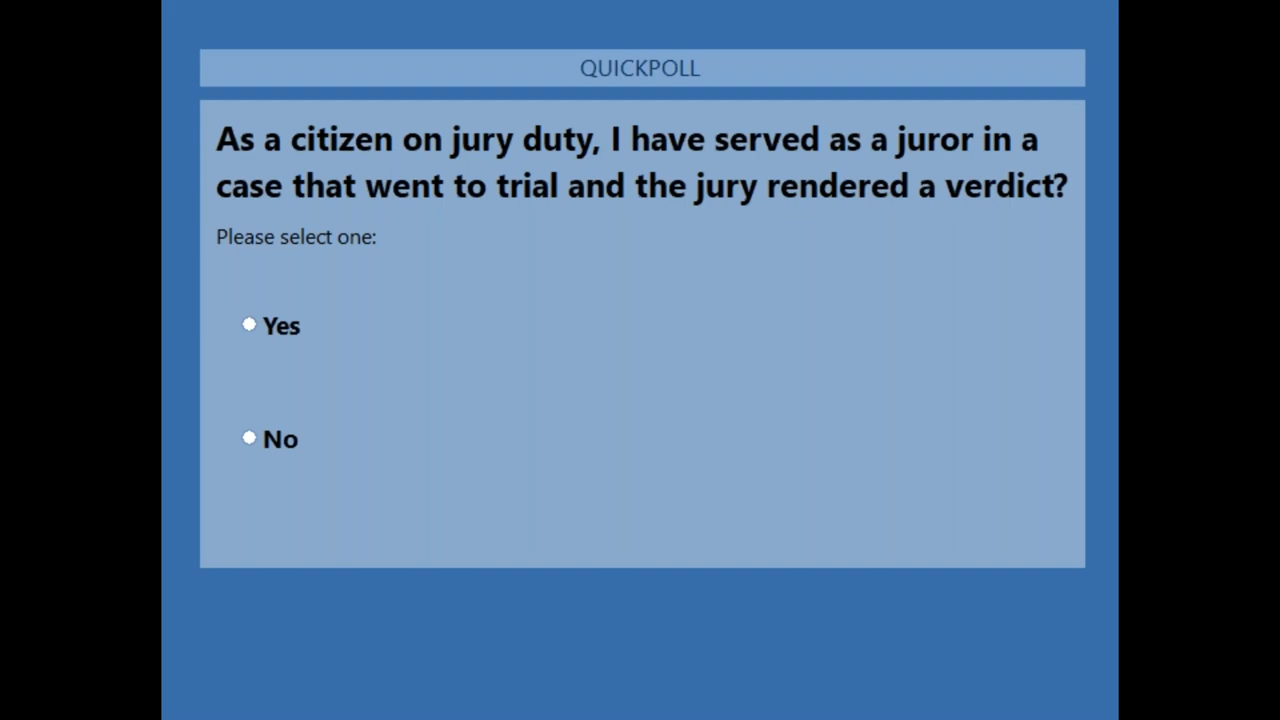 QUICKPOLL
As a citizen on jury duty, I have served as a juror in a
case that went to trial and the jury rendered a verdict?
Please select one:
Yes
No